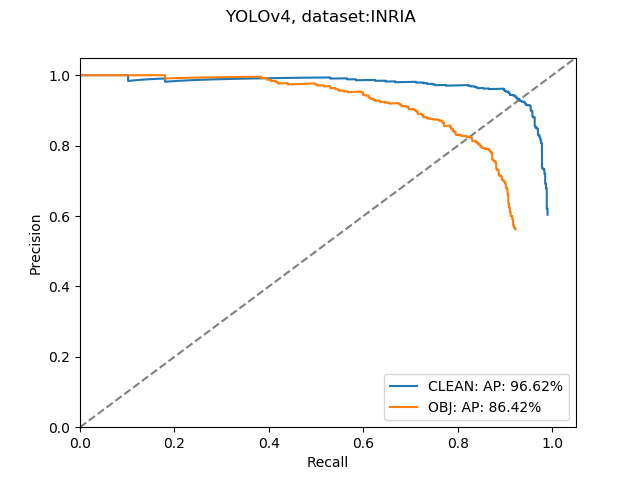 YOLOv4, dataset:INRIA
1.0
0.8
0.6
0.4
0.2
0.0
Precision
0.0 0.2 0.4 0.6 0.8 1.0
Recall
CLEAN: AP: 96.62%
OBJ: AP: 86.42%